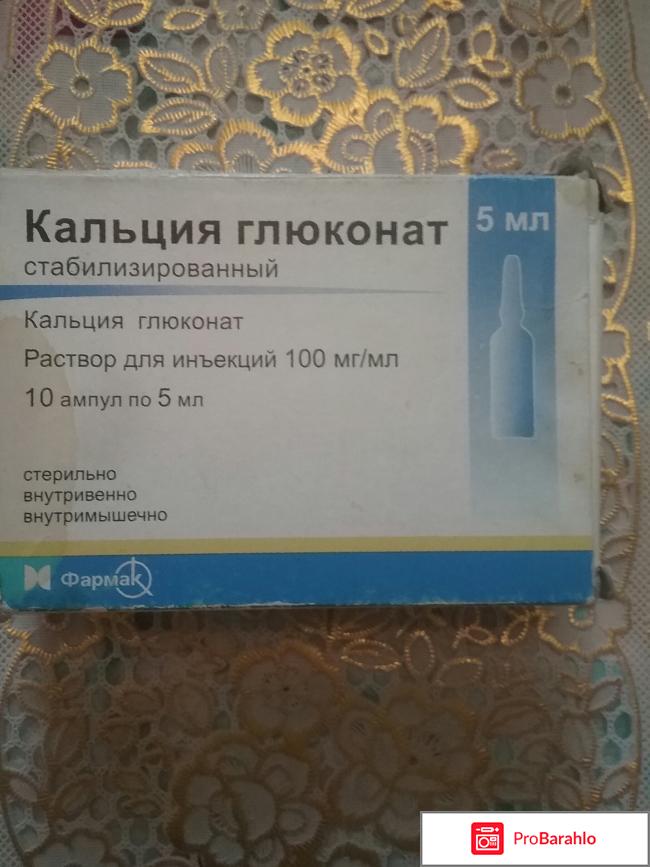 Кальция глюконат
5 мл
стабилизированный
Кальция глюконат
Раствор для инъекций 100 мг/мл
10 ампул по 5 мл
стерильно
внутривенно
внутримышечно
Фармак
ProBarahlo